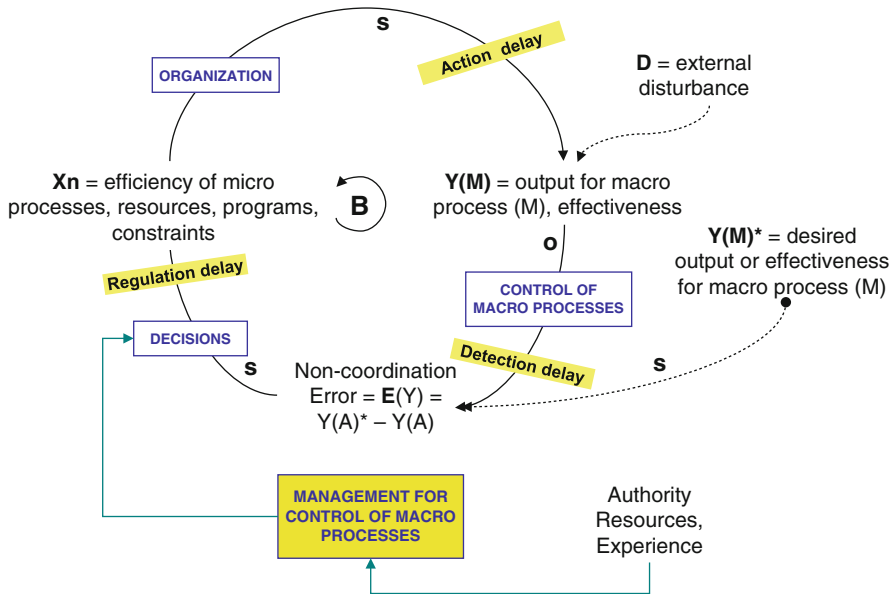 s
Action delay
ORGANIZATION
D = external
disturbance
Xn = efficiency of micro
processes, resources, programs,
constraints
B
Y(M) = output for macro
process (M), effectiveness
Y(M)* = desired
output or effectiveness
for macro process (M)
o
Regulation delay
CONTROL OF
MACRO PROCESSES
DECISIONS
Detection delay
s
s
Non-coordination
Error = E(Y) =
Y(A)* – Y(A)
MANAGEMENT FOR
CONTROL OF MACRO
PROCESSES
Authority
Resources,
Experience